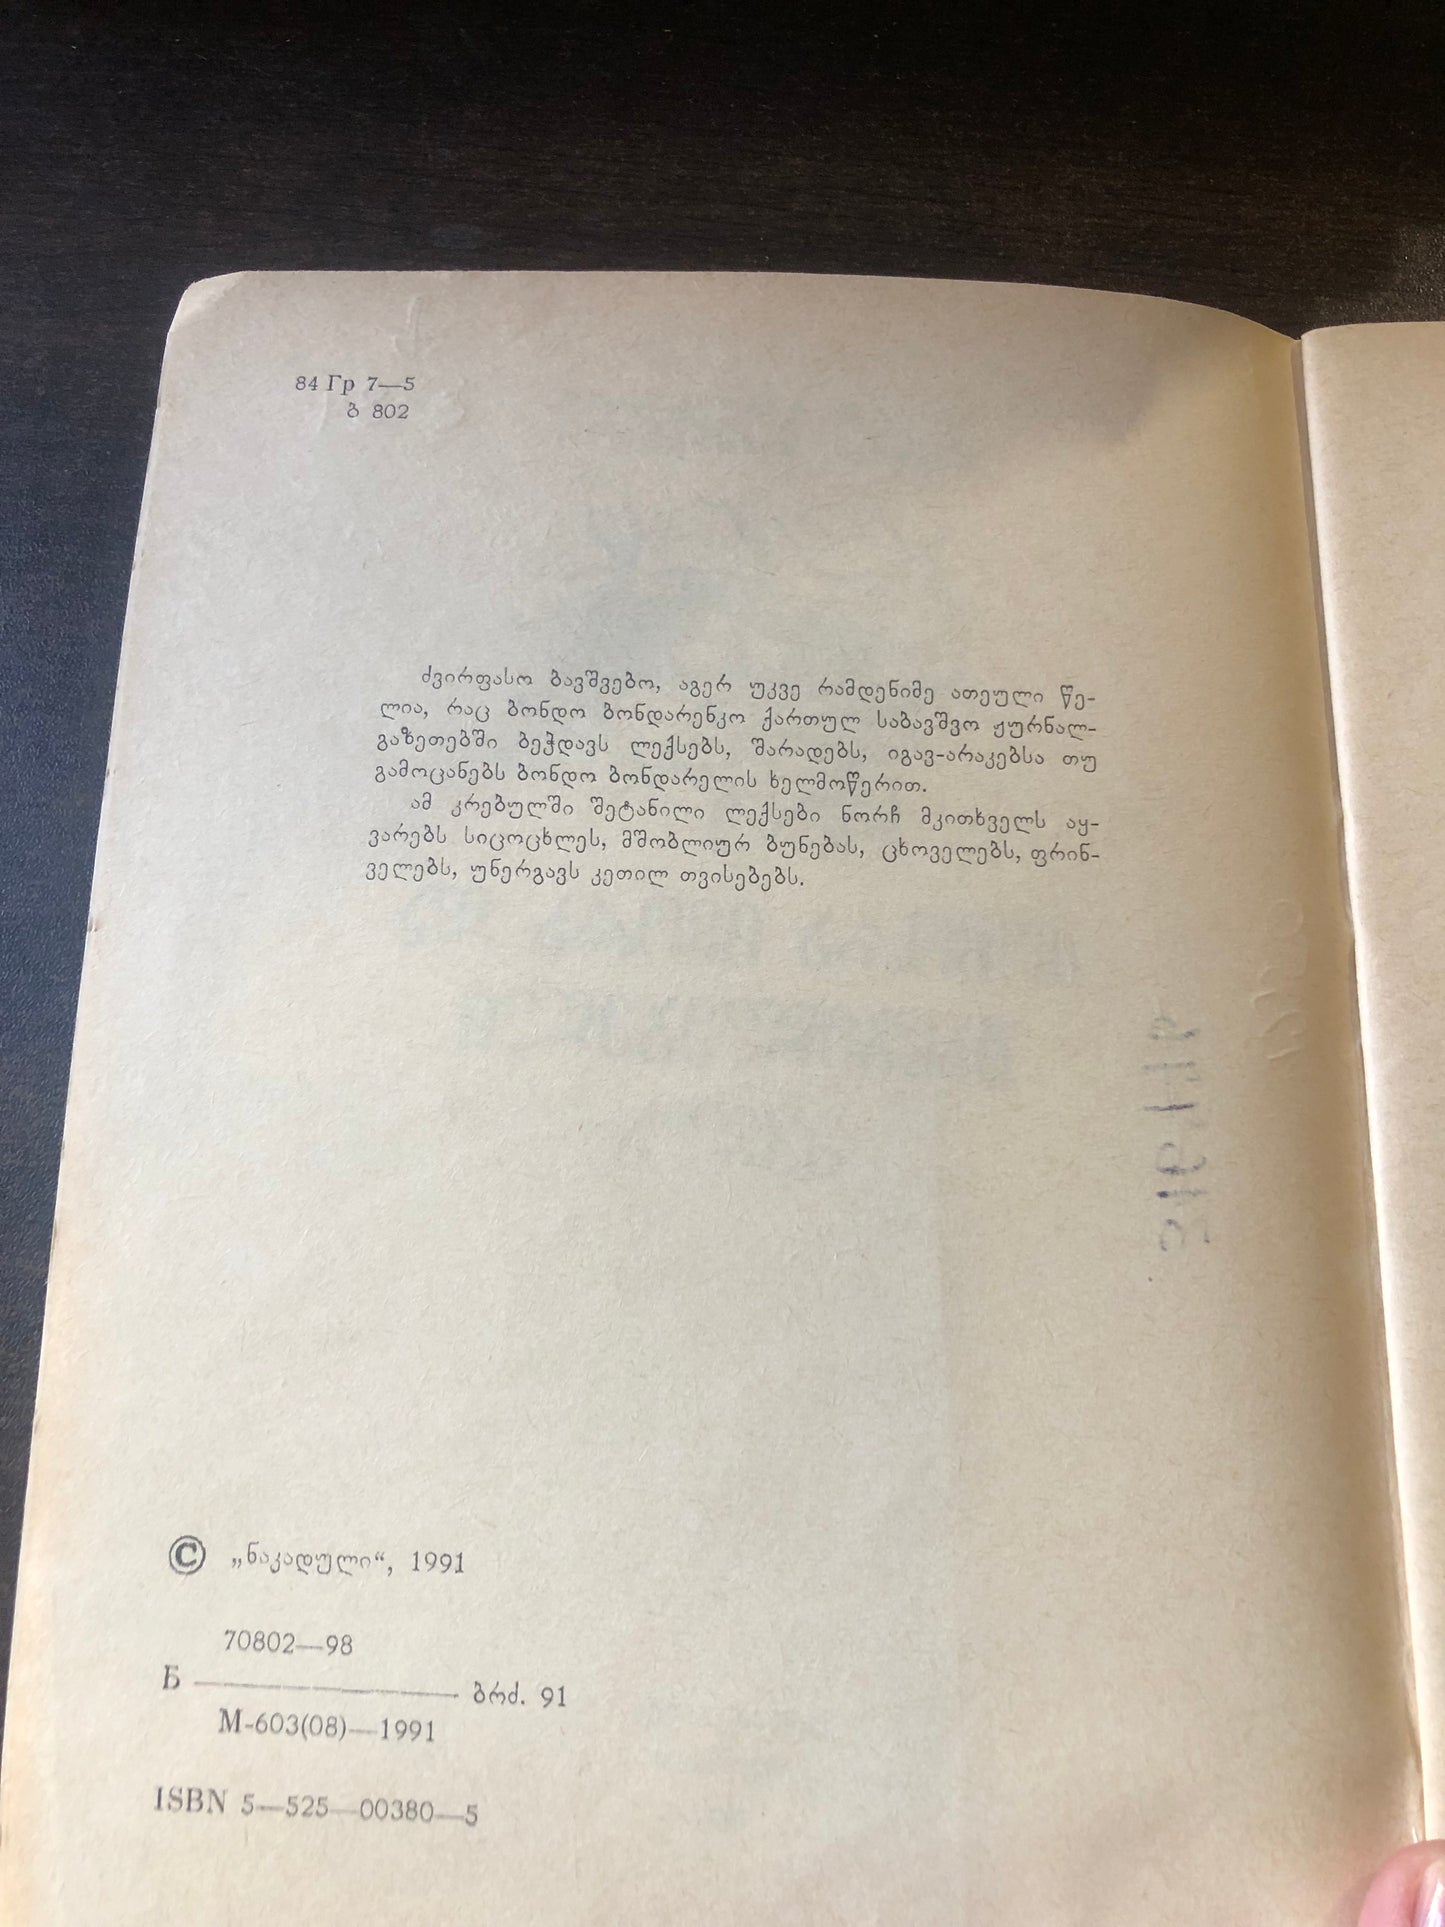 84 Гр 7—5
ბ 802
ძვირფასო ბავშვებო, აგერ უკვე რამდენიმე ათეული წე-
ლია, რაც ბონდო ბონდარენკო ქართულ საბავშვო ჟურნალ-
გაზეთებში ბეჭდავს ლექსებს, შარადებს, იგავ-არაკებსა თუ
გამოცანებს ბონდო ბონდარელის ხელმოწერით.
ამ კრებულში შეტანილი ლექსები ნორჩ მკითხველს აყ-
ვარებს სიცოცხლეს, მშობლიურ ბუნებას, ცხოველებს, ფრინ-
ველებს, უნერგავს კეთილ თვისებებს.
© „ნაკადული“, 1991
70802—98
Б ——— ბრძ. 91
М-603(08)—1991
ISBN 5—525—00380—5